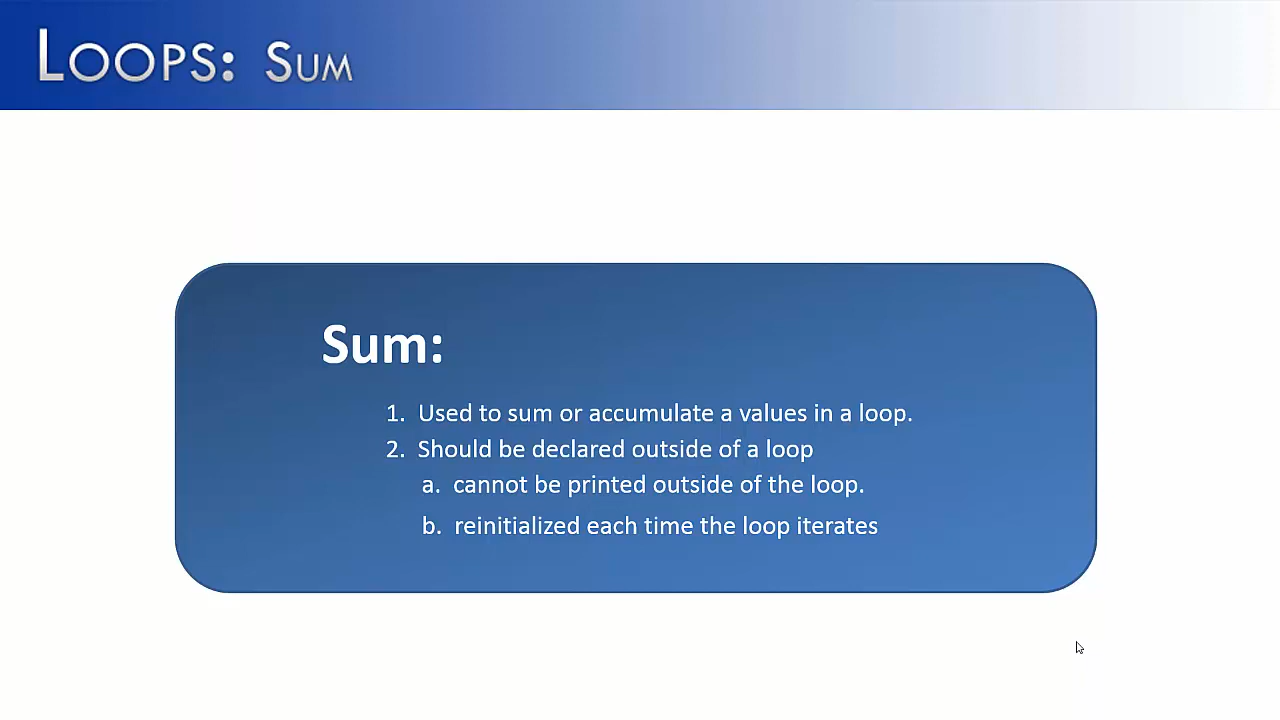 LOOPS: SUM
Sum:
1. Used to sum or accumulate a values in a loop.
2. Should be declared outside of a loop
a. cannot be printed outside of the loop.
b. reinitialized each time the loop iterates